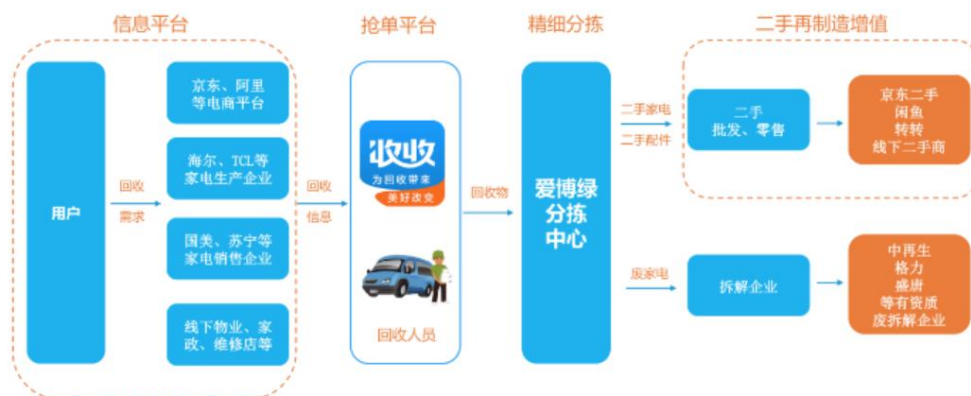 信息平台
抢单平台
精细分拣
二手再制造增值
用户
回收
需求
京东、阿里
等电商平台
海尔、TCL等
家电生产企业
国美、苏宁等
家电销售企业
线下物业、家
政、维修店等
回收
信息
收收
为回收带来
美好改变
回收人员
回收物
爱博绿
分拣
中心
二手家电
二手配件
二手
批发、零售
京东二手
闲鱼
转转
线下二手商
废家电
拆解企业
中再生
格力
盛唐
等有资质
废拆解企业